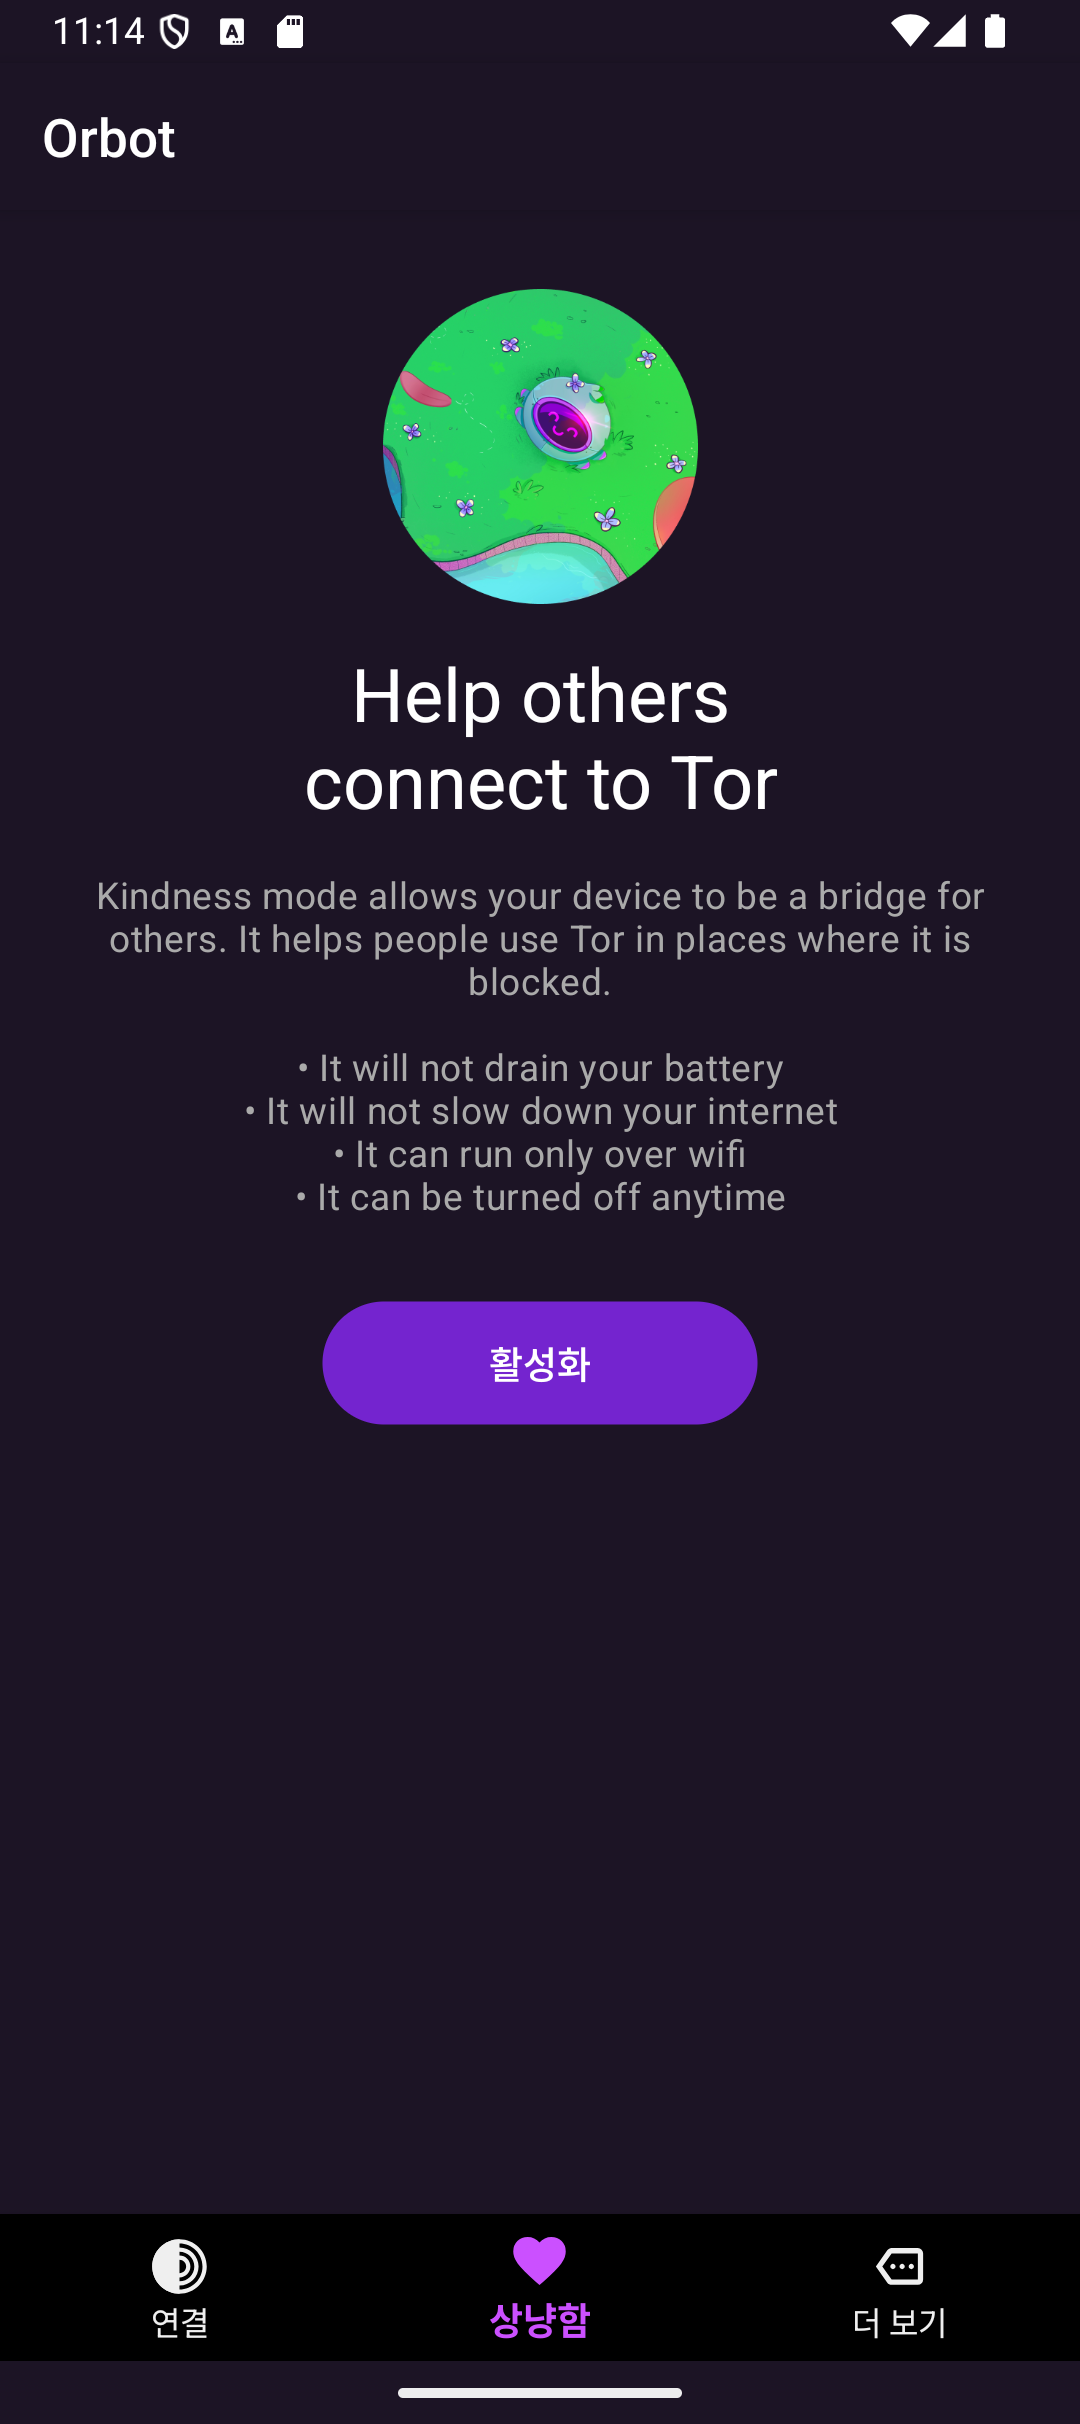 11:14
Orbot
Help others
connect to Tor
Kindness mode allows your device to be a bridge for
others. It helps people use Tor in places where it is
blocked.
• It will not drain your battery
• It will not slow down your internet
• It can run only over wifi
• It can be turned off anytime
활성화
연결
상냥함
더 보기